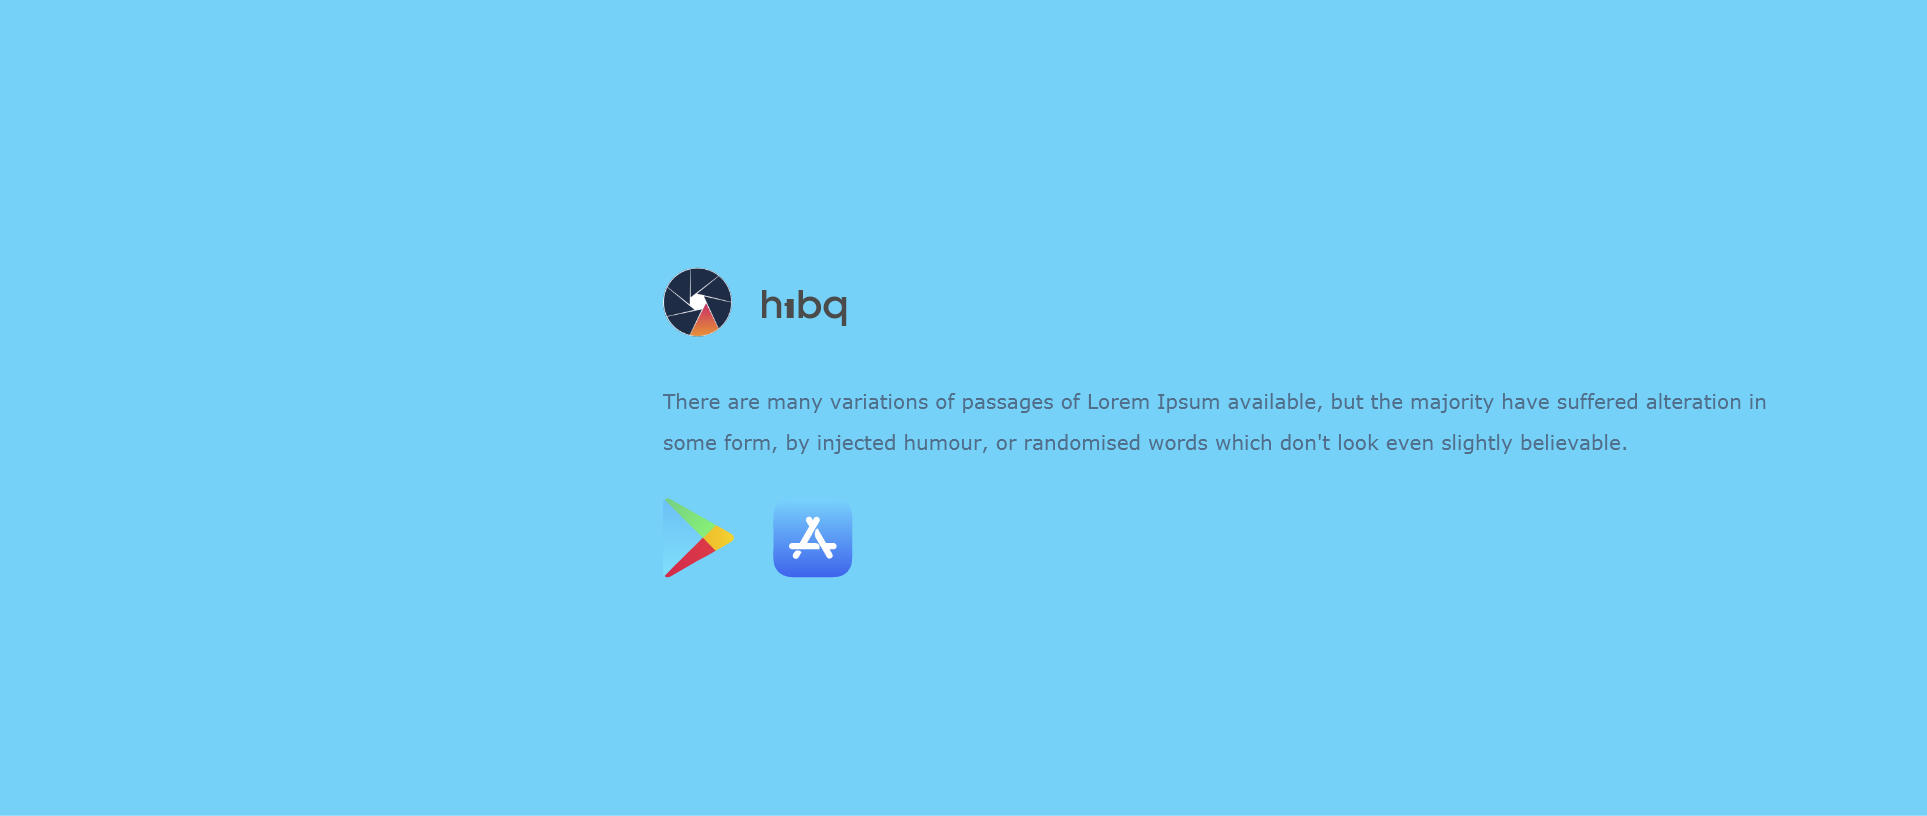 hıbq
There are many variations of passages of Lorem Ipsum available, but the majority have suffered alteration in
some form, by injected humour, or randomised words which don't look even slightly believable.